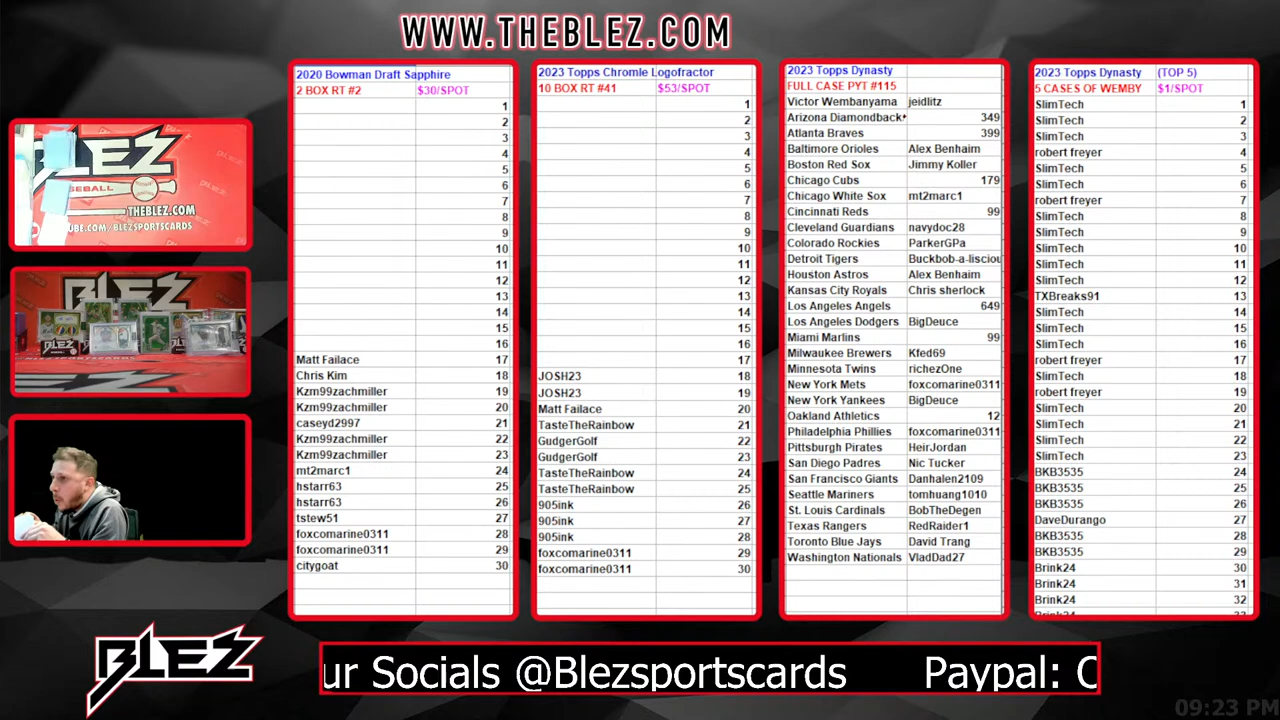 WWW.THEBLEZ.COM
2020 Bowman Draft Sapphire
2 BOX RT #2 $30/SPOT
1
2
3
4
5
6
7
8
9
10
11
12
13
14
15
16
Matt Failace 17
Chris Kim 18
Kzm99zachmiller 19
Kzm99zachmiller 20
caseyd2997 21
Kzm99zachmiller 22
Kzm99zachmiller 23
mt2marc1 24
hstarr63 25
hstarr63 26
tstew51 27
foxcomarine0311 28
foxcomarine0311 29
citygoat 30
2023 Topps Chromle Logofractor
10 BOX RT #41 $53/SPOT
1
2
3
4
5
6
7
8
9
10
11
12
13
14
15
16
17
JOSH23 18
JOSH23 19
Matt Failace 20
TasteTheRainbow 21
GudgerGolf 22
GudgerGolf 23
TasteTheRainbow 24
TasteTheRainbow 25
905ink 26
905ink 27
905ink 28
foxcomarine0311 29
foxcomarine0311 30
2023 Topps Dynasty
FULL CASE PYT #115
Victor Wembanyama jeidlitz
Arizona Diamondback 349
Atlanta Braves 399
Baltimore Orioles Alex Benhaim
Boston Red Sox Jimmy Koller
Chicago Cubs 179
Chicago White Sox mt2marc1
Cincinnati Reds 99
Cleveland Guardians navydoc28
Colorado Rockies ParkerGPa
Detroit Tigers Buckbob-a-lisciou
Houston Astros Alex Benhaim
Kansas City Royals Chris sherlock
Los Angeles Angels 649
Los Angeles Dodgers BigDeuce
Miami Marlins 99
Milwaukee Brewers Kfed69
Minnesota Twins richezOne
New York Mets foxcomarine0311
New York Yankees BigDeuce
Oakland Athletics 12
Philadelphia Phillies foxcomarine0311
Pittsburgh Pirates HeirJordan
San Diego Padres Nic Tucker
San Francisco Giants Danhalen2109
Seattle Mariners tomhuang1010
St. Louis Cardinals BobTheDegen
Texas Rangers RedRaider1
Toronto Blue Jays David Trang
Washington Nationals VladDad27
2023 Topps Dynasty (TOP 5)
5 CASES OF WEMBY $1/SPOT
SlimTech 1
SlimTech 2
SlimTech 3
robert freyer 4
SlimTech 5
SlimTech 6
robert freyer 7
SlimTech 8
SlimTech 9
SlimTech 10
SlimTech 11
SlimTech 12
TXBreaks91 13
SlimTech 14
SlimTech 15
SlimTech 16
robert freyer 17
SlimTech 18
robert freyer 19
SlimTech 20
SlimTech 21
SlimTech 22
SlimTech 23
BKB3535 24
BKB3535 25
BKB3535 26
DaveDurango 27
BKB3535 28
BKB3535 29
Brink24 30
Brink24 31
Brink24 32
BLEZ
THEBLEZ.COM
UBE.COM/BLEZSPORTSCARDS
BLEZ
BLEZ
BLEZ
ur Socials @Blezsportscards Paypal: C
09:23 PM